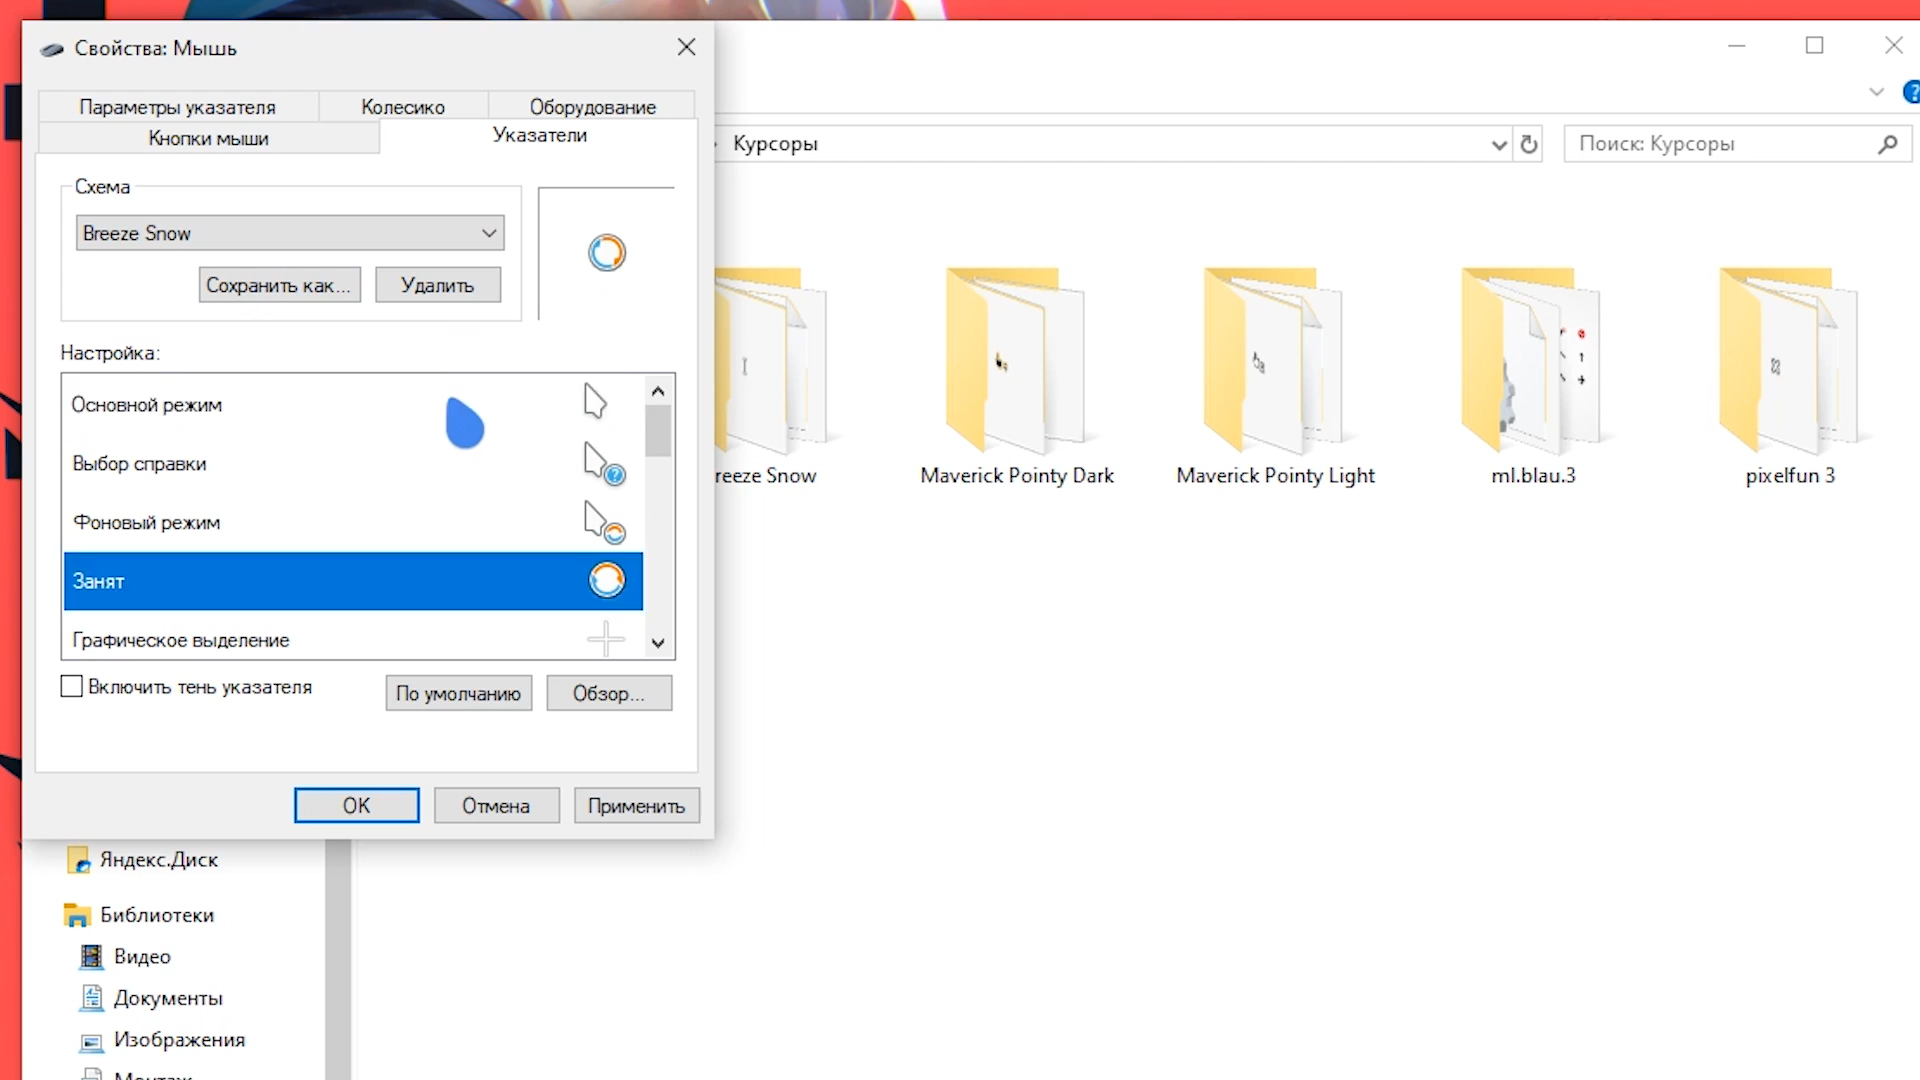 Свойства: Мышь
Параметры указателя
Колесико
Оборудование
Кнопки мыши
Указатели
Схема
Breeze Snow
Сохранить как...
Удалить
Настройка:
Основной режим
Выбор справки
Фоновый режим
Занят
Графическое выделение
Включить тень указателя
По умолчанию
Обзор...
OK
Отмена
Применить
Курсоры
Поиск: Курсоры
reeze Snow
Maverick Pointy Dark
Maverick Pointy Light
ml.blau.3
pixelfun 3
Яндекс.Диск
Библиотеки
Видео
Документы
Изображения